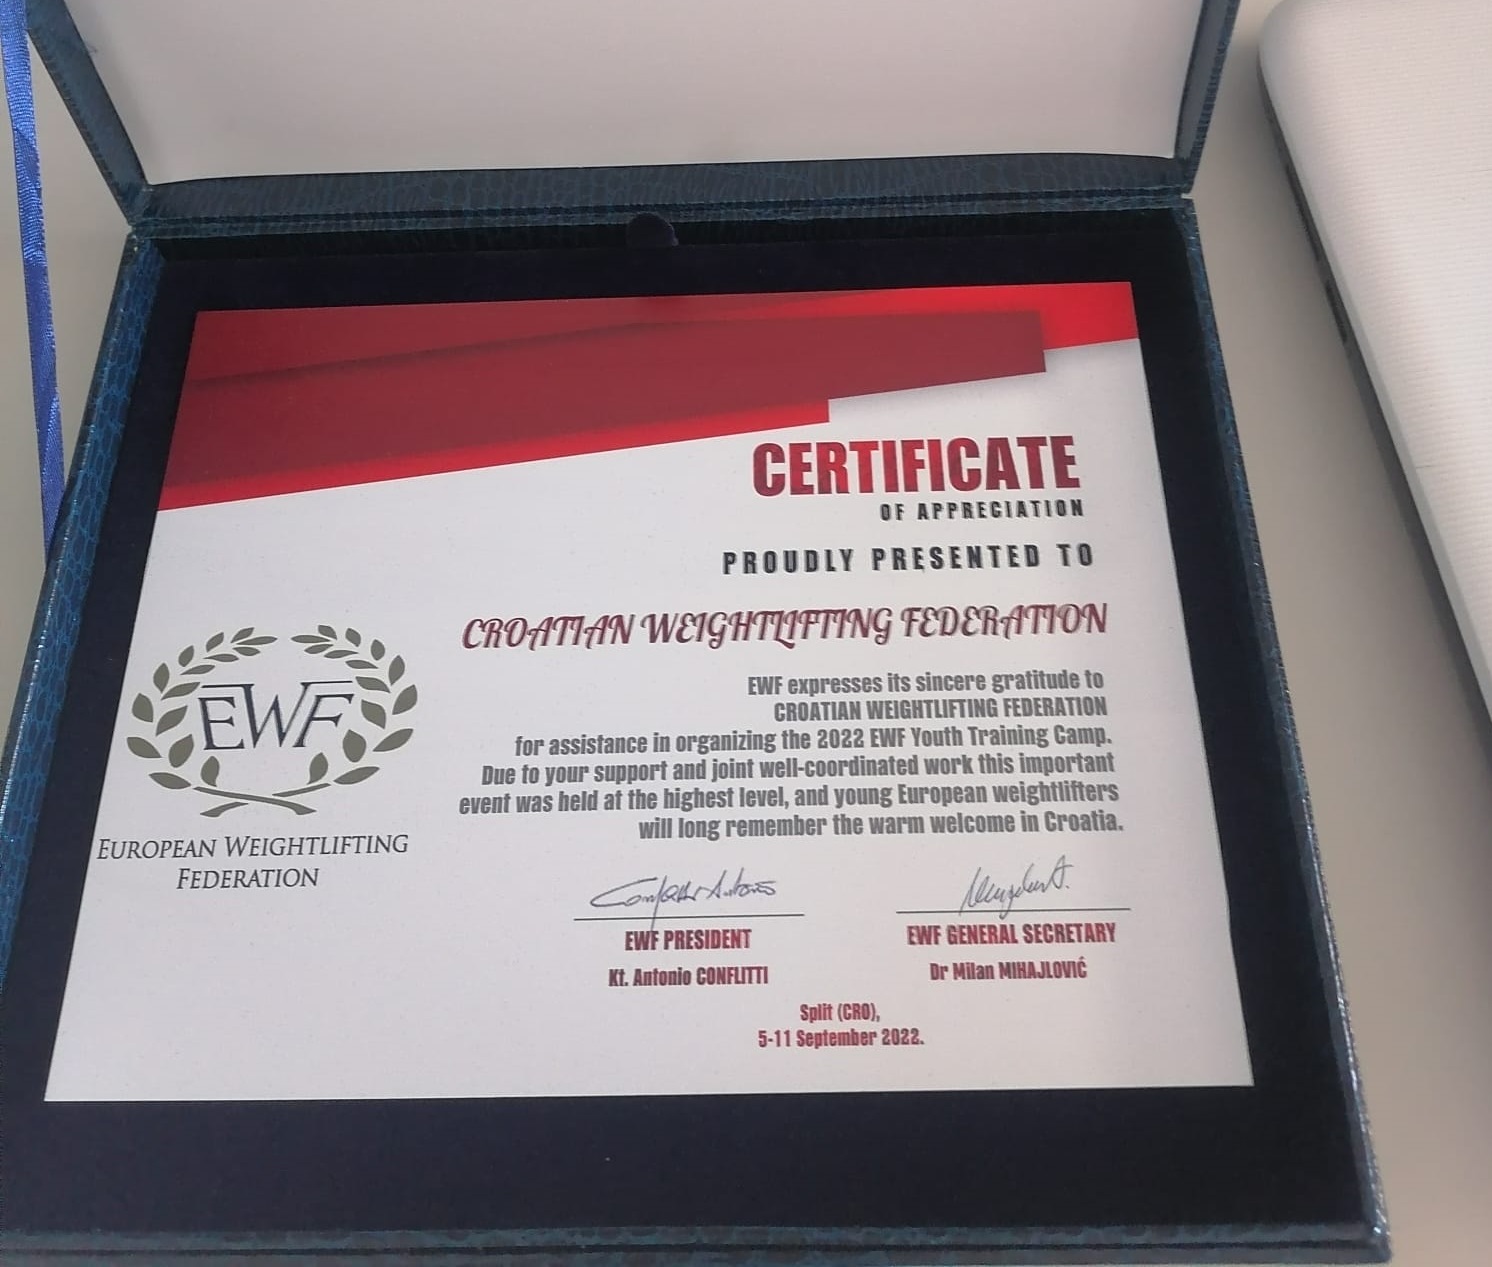 CERTIFICATE
OF APPRECIATION
PROUDLY PRESENTED TO
CROATIAN WEIGHTLIFTING FEDERATION
EWF expresses its sincere gratitude to
CROATIAN WEIGHTLIFTING FEDERATION
for assistance in organizing the 2022 EWF Youth Training Camp.
Due to your support and joint well-coordinated work this important
event was held at the highest level, and young European weightlifters
will long remember the warm welcome in Croatia.
EWF
EUROPEAN WEIGHTLIFTING
FEDERATION
EWF PRESIDENT
Kt. Antonio CONFLITTI
EWF GENERAL SECRETARY
Dr Milan MIHAJLOVIĆ
Split (CRO),
5-11 September 2022.